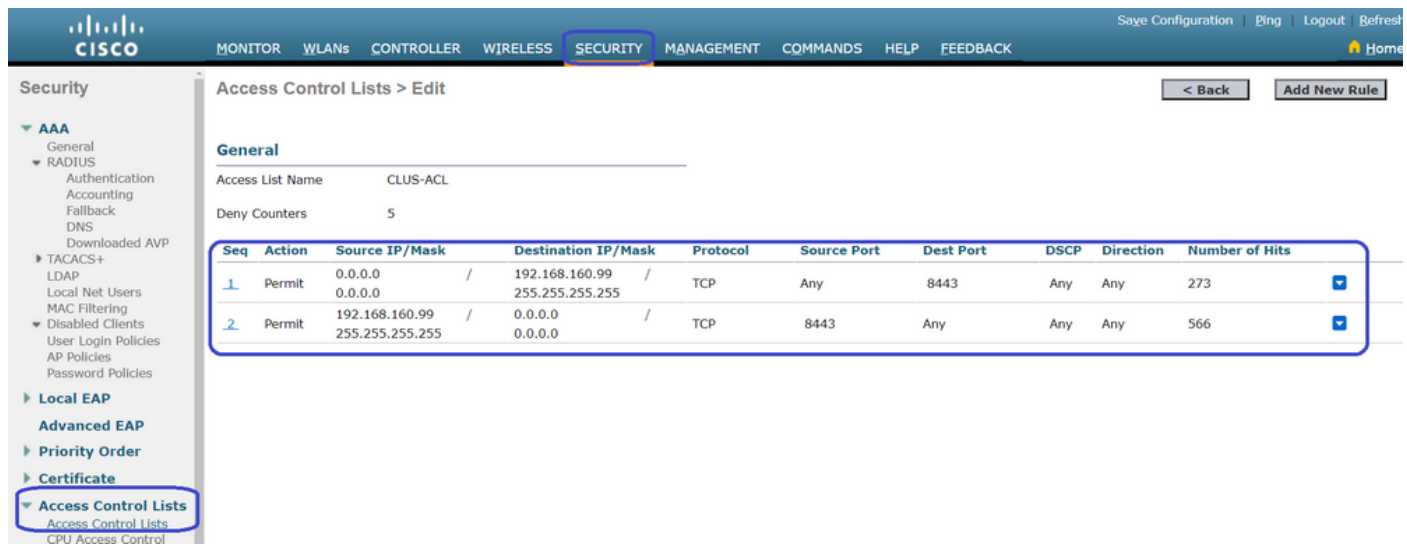 Save Configuration | Ping | Logout | Refresh
CISCO MONITOR WLANs CONTROLLER WIRELESS SECURITY MANAGEMENT COMMANDS HELP FEEDBACK Home
Security
AAA
General
RADIUS
Authentication
Accounting
Fallback
DNS
Downloaded AVP
TACACS+
LDAP
Local Net Users
MAC Filtering
Disabled Clients
User Login Policies
AP Policies
Password Policies
Local EAP
Advanced EAP
Priority Order
Certificate
Access Control Lists
Access Control Lists
CPU Access Control
Access Control Lists > Edit
< Back Add New Rule
General
Access List Name CLUS-ACL
Deny Counters 5
Seq Action Source IP/Mask Destination IP/Mask Protocol Source Port Dest Port DSCP Direction Number of Hits
0.0.0.0 / 192.168.160.99 /
1 Permit TCP Any 8443 Any Any 273
0.0.0.0 255.255.255.255
192.168.160.99 / 0.0.0.0 /
2 Permit TCP 8443 Any Any Any 566
255.255.255.255 0.0.0.0